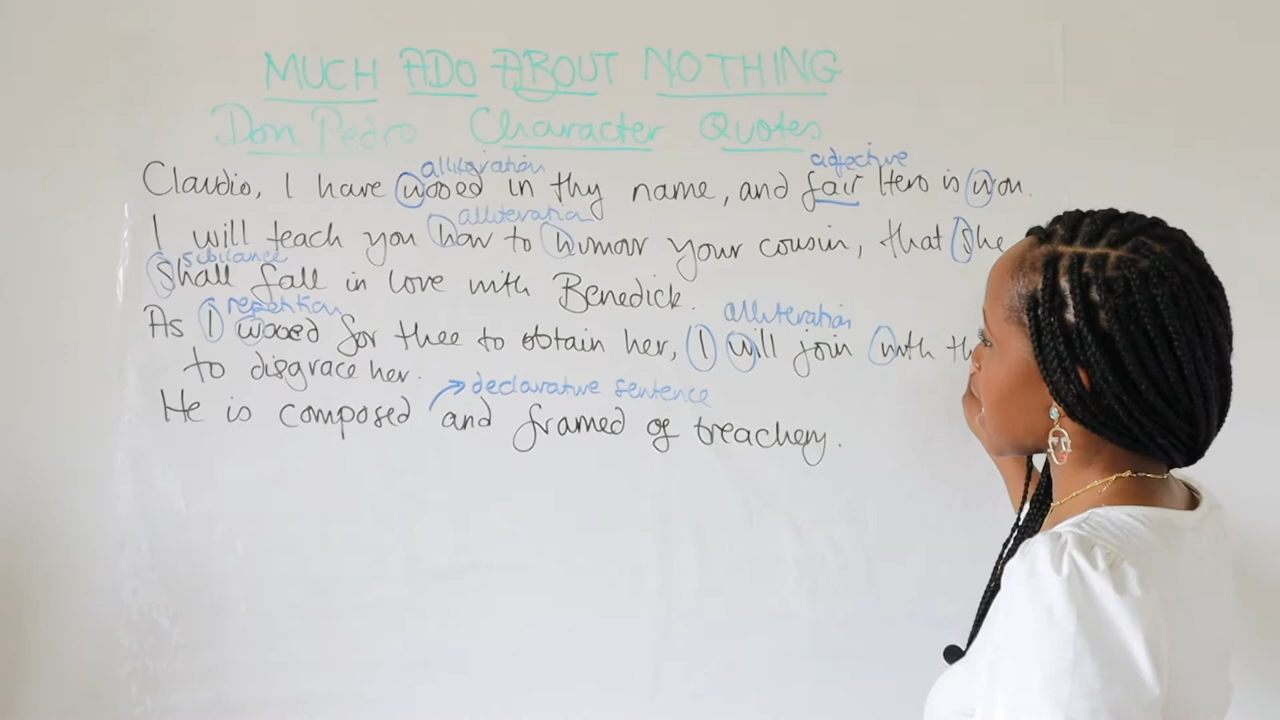 MUCH ADO ABOUT NOTHING
Don Pedro Character Quotes
alliteration adjective
Claudio, I have wooed in thy name, and fair Hero is won.
alliteration
I will teach you how to humour your cousin, that she
sibilance
shall fall in love with Benedick.
repetition alliteration
As I wooed for thee to obtain her, I will join with
to disgrace her.
declarative sentence
He is composed and framed of treachery.